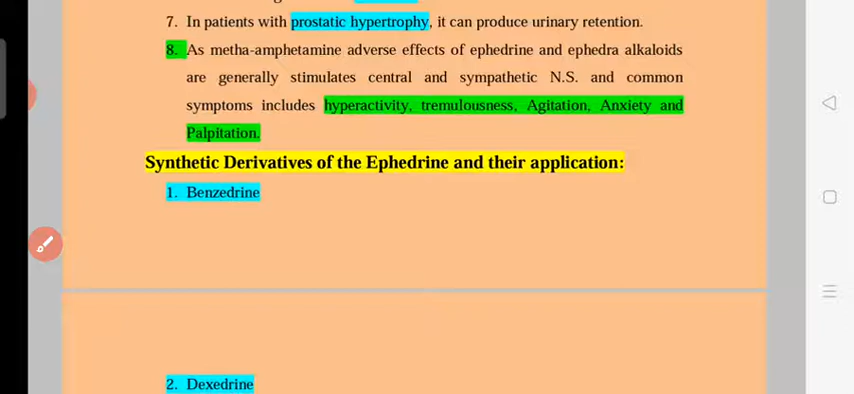 7. In patients with prostatic hypertrophy, it can produce urinary retention.
8. As metha-amphetamine adverse effects of ephedrine and ephedra alkaloids
are generally stimulates central and sympathetic N.S. and common
symptoms includes hyperactivity, tremulousness, Agitation, Anxiety and
Palpitation.
Synthetic Derivatives of the Ephedrine and their application:
1. Benzedrine
2. Dexedrine